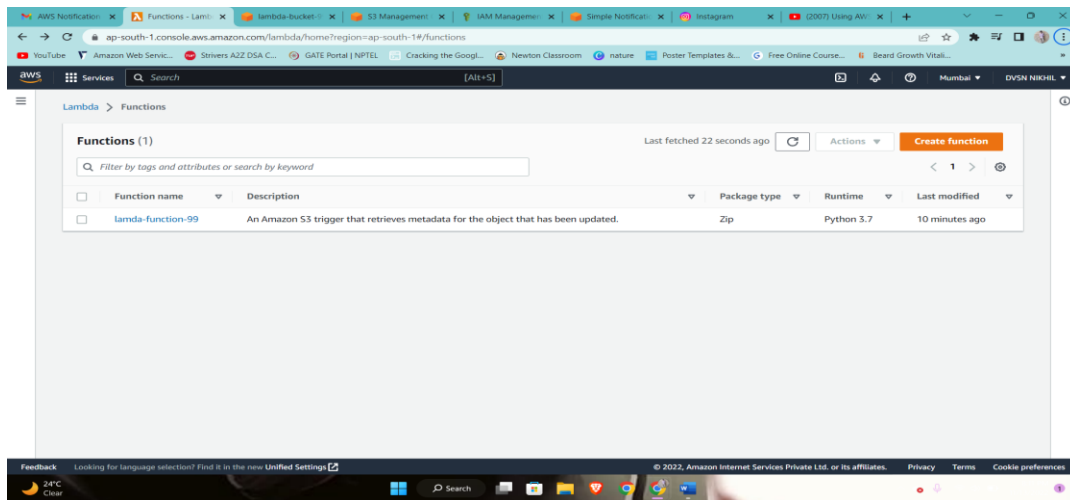 AWS Notification
Functions - Lamb
lambda-bucket-9
S3 Management
IAM Managemen
Simple Notificatio
Instagram
(2007) Using AWS
ap-south-1.console.aws.amazon.com/lambda/home?region=ap-south-1#/functions
YouTube Amazon Web Servic... Strivers A2Z DSA C... GATE Portal | NPTEL Cracking the Googl... Newton Classroom nature Poster Templates &... Free Online Course... Beard Growth Vitali... »
aws Services Search [Alt+S] Mumbai DVSN NIKHIL
Lambda > Functions
Functions (1) Last fetched 22 seconds ago Actions Create function
Filter by tags and attributes or search by keyword < 1 >
Function name Description Package type Runtime Last modified
lamda-function-99 An Amazon S3 trigger that retrieves metadata for the object that has been updated. Zip Python 3.7 10 minutes ago
Feedback Looking for language selection? Find it in the new Unified Settings © 2022, Amazon Internet Services Private Ltd. or its affiliates. Privacy Terms Cookie preferences
24°C
Clear
Search
1